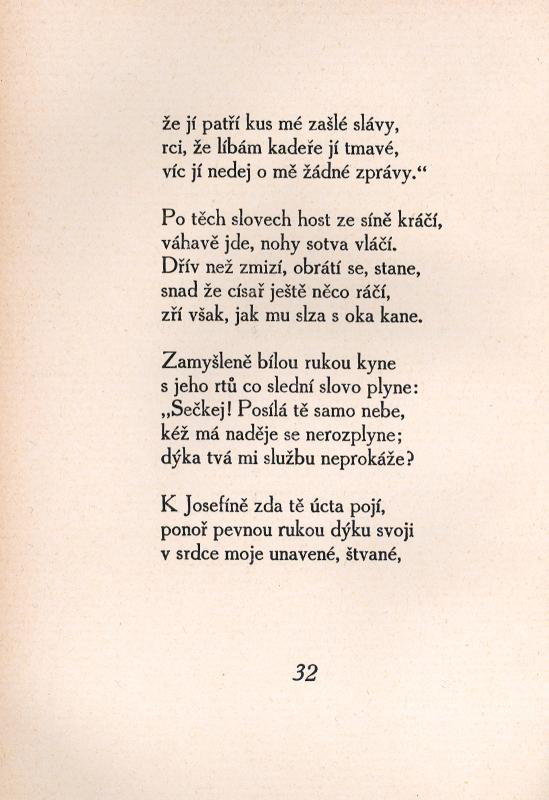 že jí patří kus mé zašlé slávy,
rci, že líbám kadeře jí tmavé,
víc jí nedej o mě žádné zprávy.“
Po těch slovech host ze síně kráčí,
váhavě jde, nohy sotva vláčí.
Dřív než zmizí, obrátí se, stane,
snad že císař ještě něco ráčí,
zří však, jak mu slza s oka kane.
Zamyšleně bílou rukou kyne
s jeho rtů co slední slovo plyne:
„Sečkej! Posílá tě samo nebe,
kéž má naděje se nerozplyne;
dýka tvá mi službu neprokáže?
K Josefíně zda tě úcta pojí,
ponoř pevnou rukou dýku svoji
v srdce moje unavené, štvané,
32